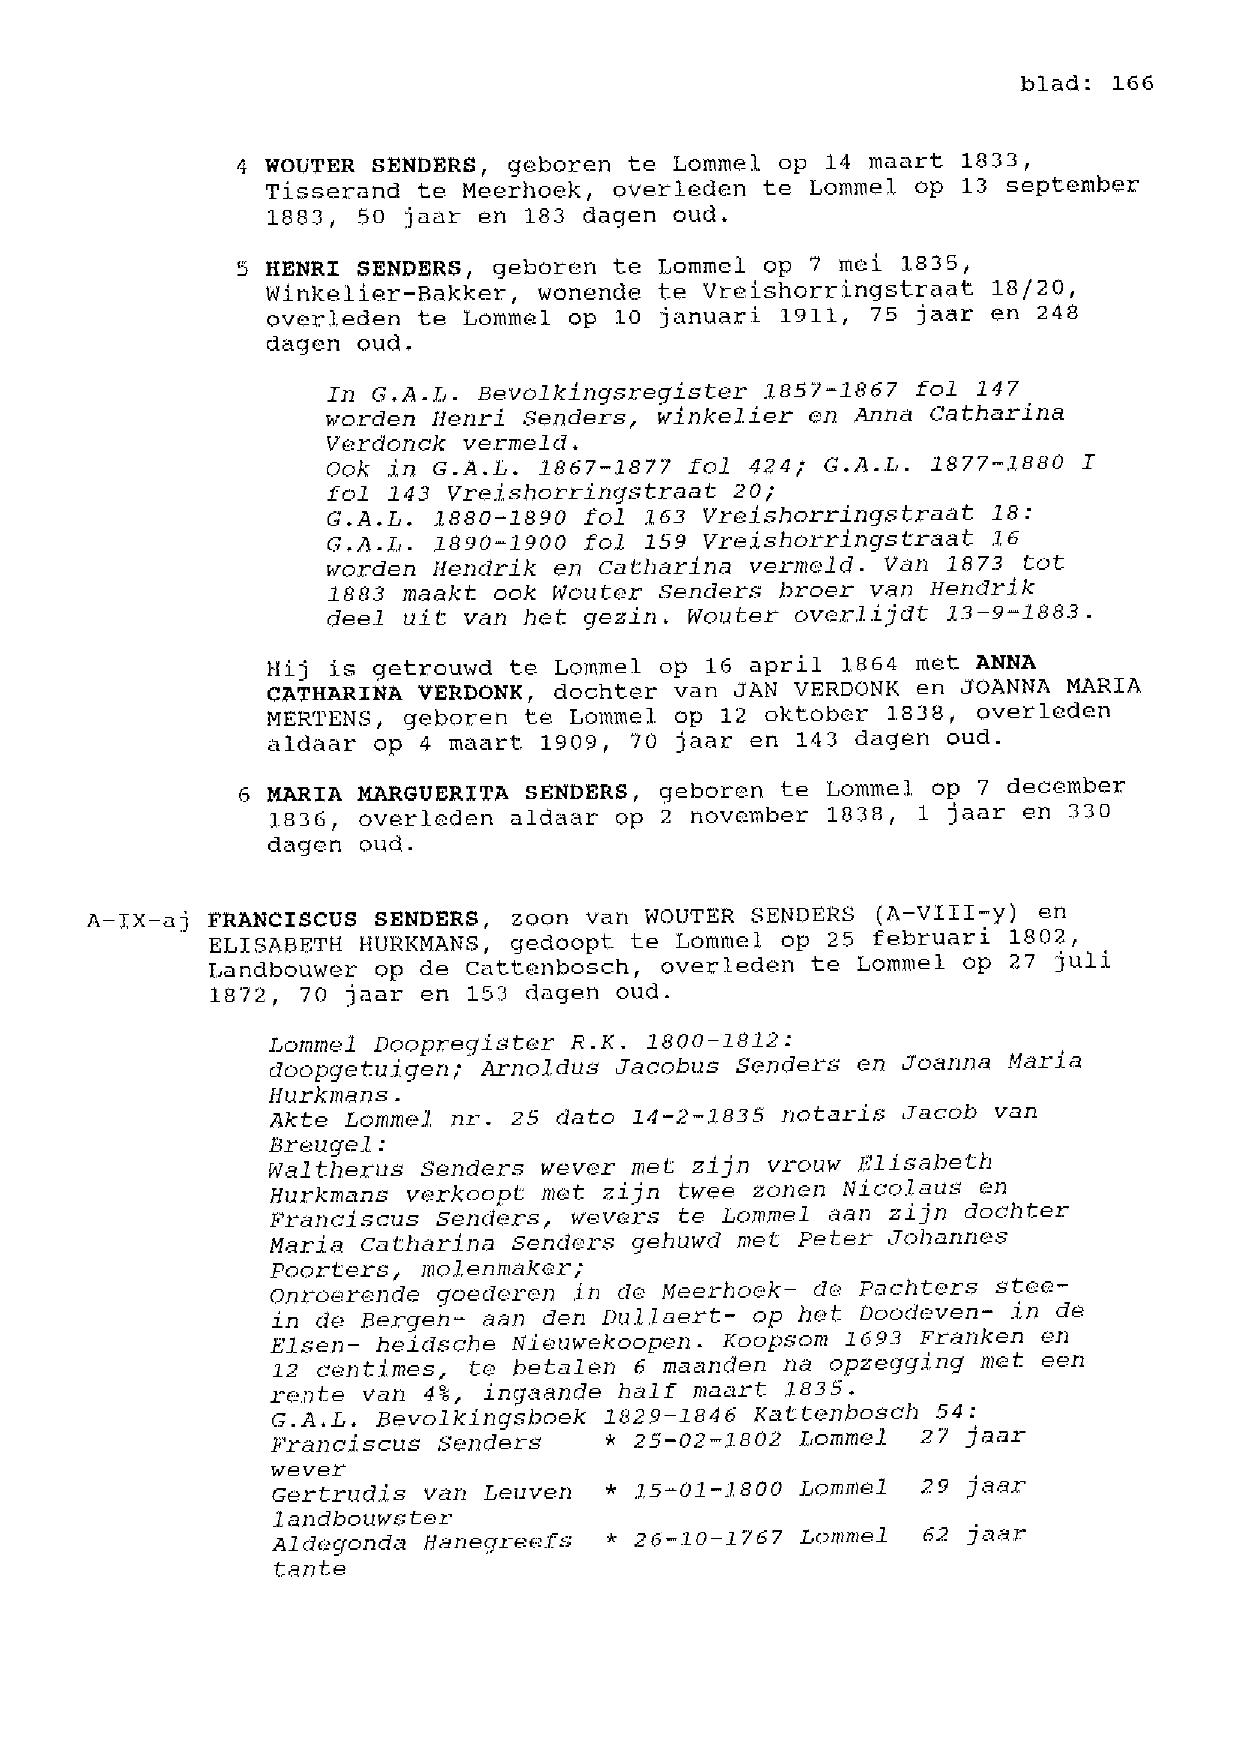 blad: 166
4 WOUTER SENDERS, geboren te Lommel op 14 maart 1833,
Tisserand te Meerhoek, overleden te Lommel op 13 september
1883, 50 jaar en 183 dagen oud.
5 HENRI SENDERS, geboren te Lommel op 7 mei 1835,
Winkelier-Bakker, wonende te Vreishorringstraat 18/20,
overleden te Lommel op 10 januari 1911, 75 jaar en 248
dagen oud.
In G.A.L. Bevolkingsregister 1857-1867 fol 147
worden Henri Senders, winkelier en Anna Catharina
Verdonck vermeld.
Ook in G.A.L. 1867-1877 fol 424; G.A.L. 1877-1880 I
fol 143 Vreishorringstraat 20;
G.A.L. 1880-1890 fol 163 Vreishorringstraat 18:
G.A.L. 1890-1900 fol 159 Vreishorringstraat 16
worden Hendrik en Catharina vermeld. Van 1873 tot
1883 maakt ook Wouter Senders broer van Hendrik
deel uit van het gezin. Wouter overlijdt 13-9-1883.
Hij is getrouwd te Lommel op 16 april 1864 met ANNA
CATHARINA VERDONK, dochter van JAN VERDONK en JOANNA MARIA
MERTENS, geboren te Lommel op 12 oktober 1838, overleden
aldaar op 4 maart 1909, 70 jaar en 143 dagen oud.
6 MARIA MARGUERITA SENDERS, geboren te Lommel op 7 december
1836, overleden aldaar op 2 november 1838, 1 jaar en 330
dagen oud.
A-IX-aj FRANCISCUS SENDERS, zoon van WOUTER SENDERS (A-VIII-y) en
ELISABETH HURKMANS, gedoopt te Lommel op 25 februari 1802,
Landbouwer op de Cattenbosch, overleden te Lommel op 27 juli
1872, 70 jaar en 153 dagen oud.
Lommel Doopregister R.K. 1800-1812:
doopgetuigen; Arnoldus Jacobus Senders en Joanna Maria
Hurkmans.
Akte Lommel nr. 25 dato 14-2-1835 notaris Jacob van
Breugel:
Waltherus Senders wever met zijn vrouw Elisabeth
Hurkmans verkoopt met zijn twee zonen Nicolaus en
Franciscus Senders, wevers te Lommel aan zijn dochter
Maria Catharina Senders gehuwd met Peter Johannes
Poorters, molenmaker;
Onroerende goederen in de Meerhoek- de Pachters stee-
in de Bergen- aan den Dullaert- op het Doodeven- in de
Elsen- heidsche Nieuwekoopen. Koopsom 1693 Franken en
12 centimes, te betalen 6 maanden na opzegging met een
rente van 4%, ingaande half maart 1835.
G.A.L. Bevolkingsboek 1829-1846 Kattenbosch 54:
Franciscus Senders * 25-02-1802 Lommel 27 jaar
wever
Gertrudis van Leuven * 15-01-1800 Lommel 29 jaar
landbouwster
Aldegonda Hanegreefs * 26-10-1767 Lommel 62 jaar
tante